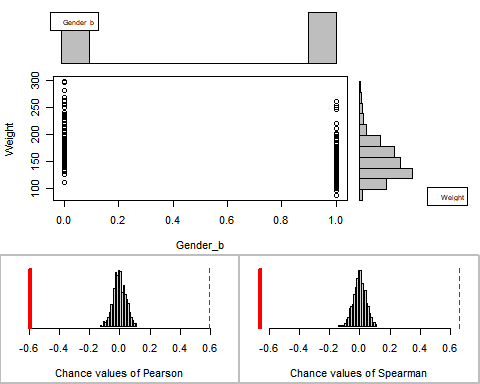 Gender_b
300
250
200
150
100
Weight
0.0 0.2 0.4 0.6 0.8 1.0
Gender_b
Weight
-0.6 -0.4 -0.2 0.0 0.2 0.4 0.6
Chance values of Pearson
-0.6 -0.4 -0.2 0.0 0.2 0.4 0.6
Chance values of Spearman